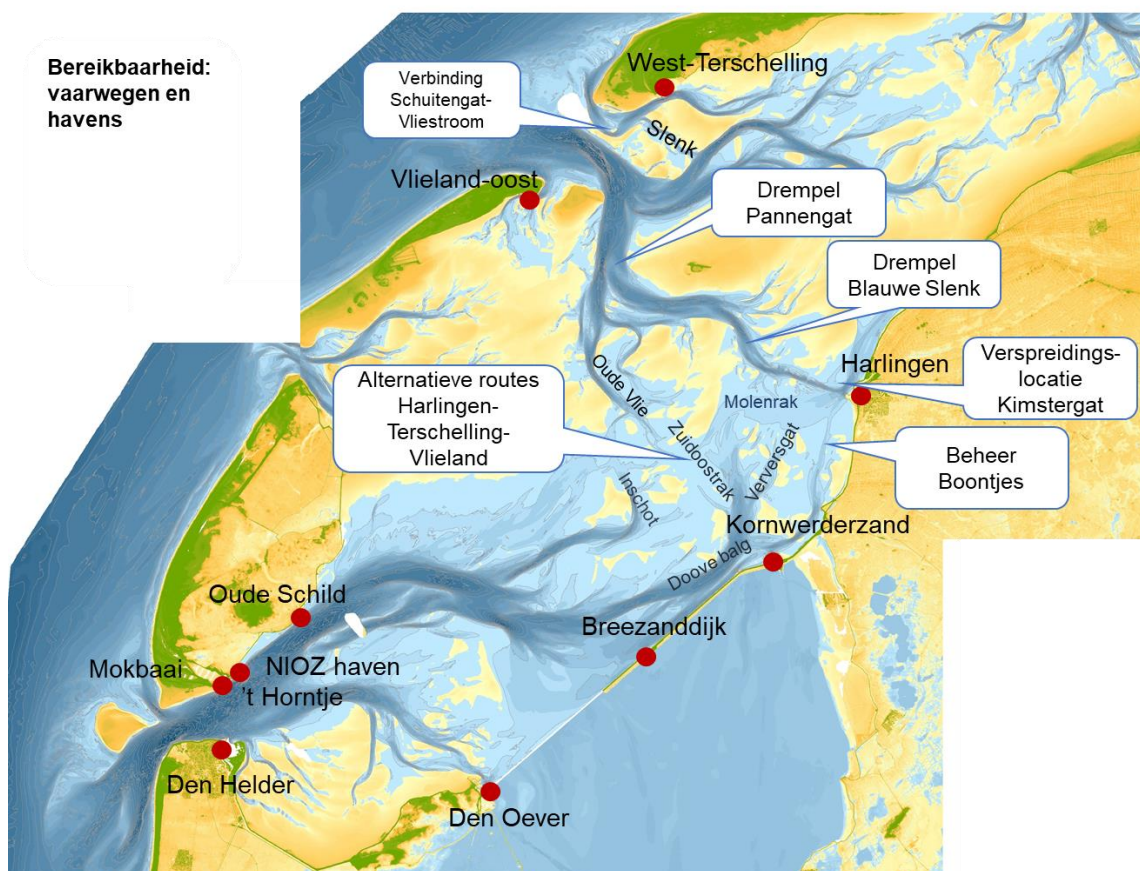 Bereikbaarheid:
vaarwegen en
havens
West-Terschelling
Verbinding
Schuitengat-
Vliestroom
Slenk
Vlieland-oost
Drempel
Pannengat
Drempel
Blauwe Slenk
Harlingen
Verspreidings-
locatie
Kimstergat
Alternatieve routes
Harlingen-
Terschelling-
Vlieland
Oude Vlie
Molenrak
Zuidoostrak
Ververs​gat
Beheer
Boontjes
Inschot
Kornwerderzand
Doove balg
Oude Schild
Breezanddijk
Mokbaai
NIOZ haven
't Horntje
Den Helder
Den Oever